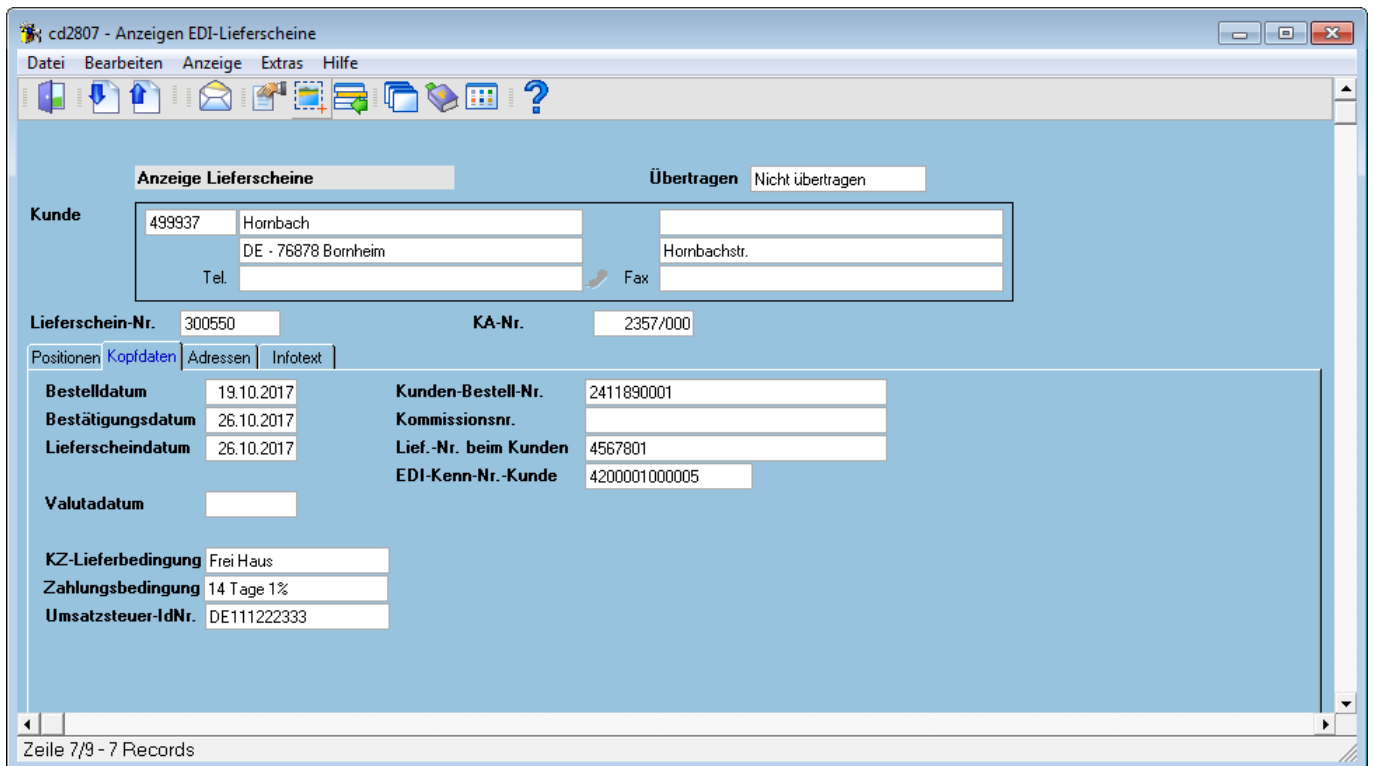 cd2807 - Anzeigen EDI-Lieferscheine
Datei Bearbeiten Anzeige Extras Hilfe
Anzeige Lieferscheine Übertragen Nicht übertragen
Kunde 499937 Hornbach
DE - 76878 Bornheim Hornbachstr.
Tel. Fax
Lieferschein-Nr. 300550 KA-Nr. 2357/000
Positionen Kopfdaten Adressen Infotext
Bestelldatum 19.10.2017 Kunden-Bestell-Nr. 2411890001
Bestätigungsdatum 26.10.2017 Kommissionsnr.
Lieferscheindatum 26.10.2017 Lief.-Nr. beim Kunden 4567801
EDI-Kenn-Nr.-Kunde 4200001000005
Valutadatum
KZ-Lieferbedingung Frei Haus
Zahlungsbedingung 14 Tage 1%
Umsatzsteuer-IdNr. DE111222333
Zeile 7/9 - 7 Records